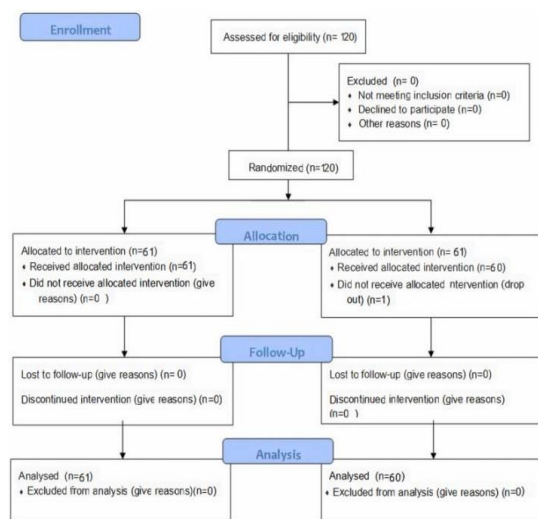 Enrollment
Assessed for eligibility (n= 120)
Excluded (n= 0)
♦ Not meeting inclusion criteria (n=0)
♦ Declined to participate (n=0)
♦ Other reasons (n= 0)
Randomized (n=120)
Allocation
Allocated to intervention (n=61)
♦ Received allocated intervention (n=61)
♦ Did not receive allocated intervention (give
reasons) (n=0 )
Allocated to intervention (n= 61)
♦ Received allocated intervention (n=60)
♦ Did not receive allocated ntervention (drop
out) (n=1)
Follow-Up
Lost to follow-up (give reasons) (n= 0)
Discontinued intervention (give reasons) (n=0)
Lost to follow-up (give reasons) (n=0)
Discontinued intervention (give reasons)
(n=0 )
Analysis
Analysed (n=61)
♦ Excluded from analysis (give reasons)(n=0)
Analysed (n=60)
♦ Excluded from analysis (give reasons) (n=0)